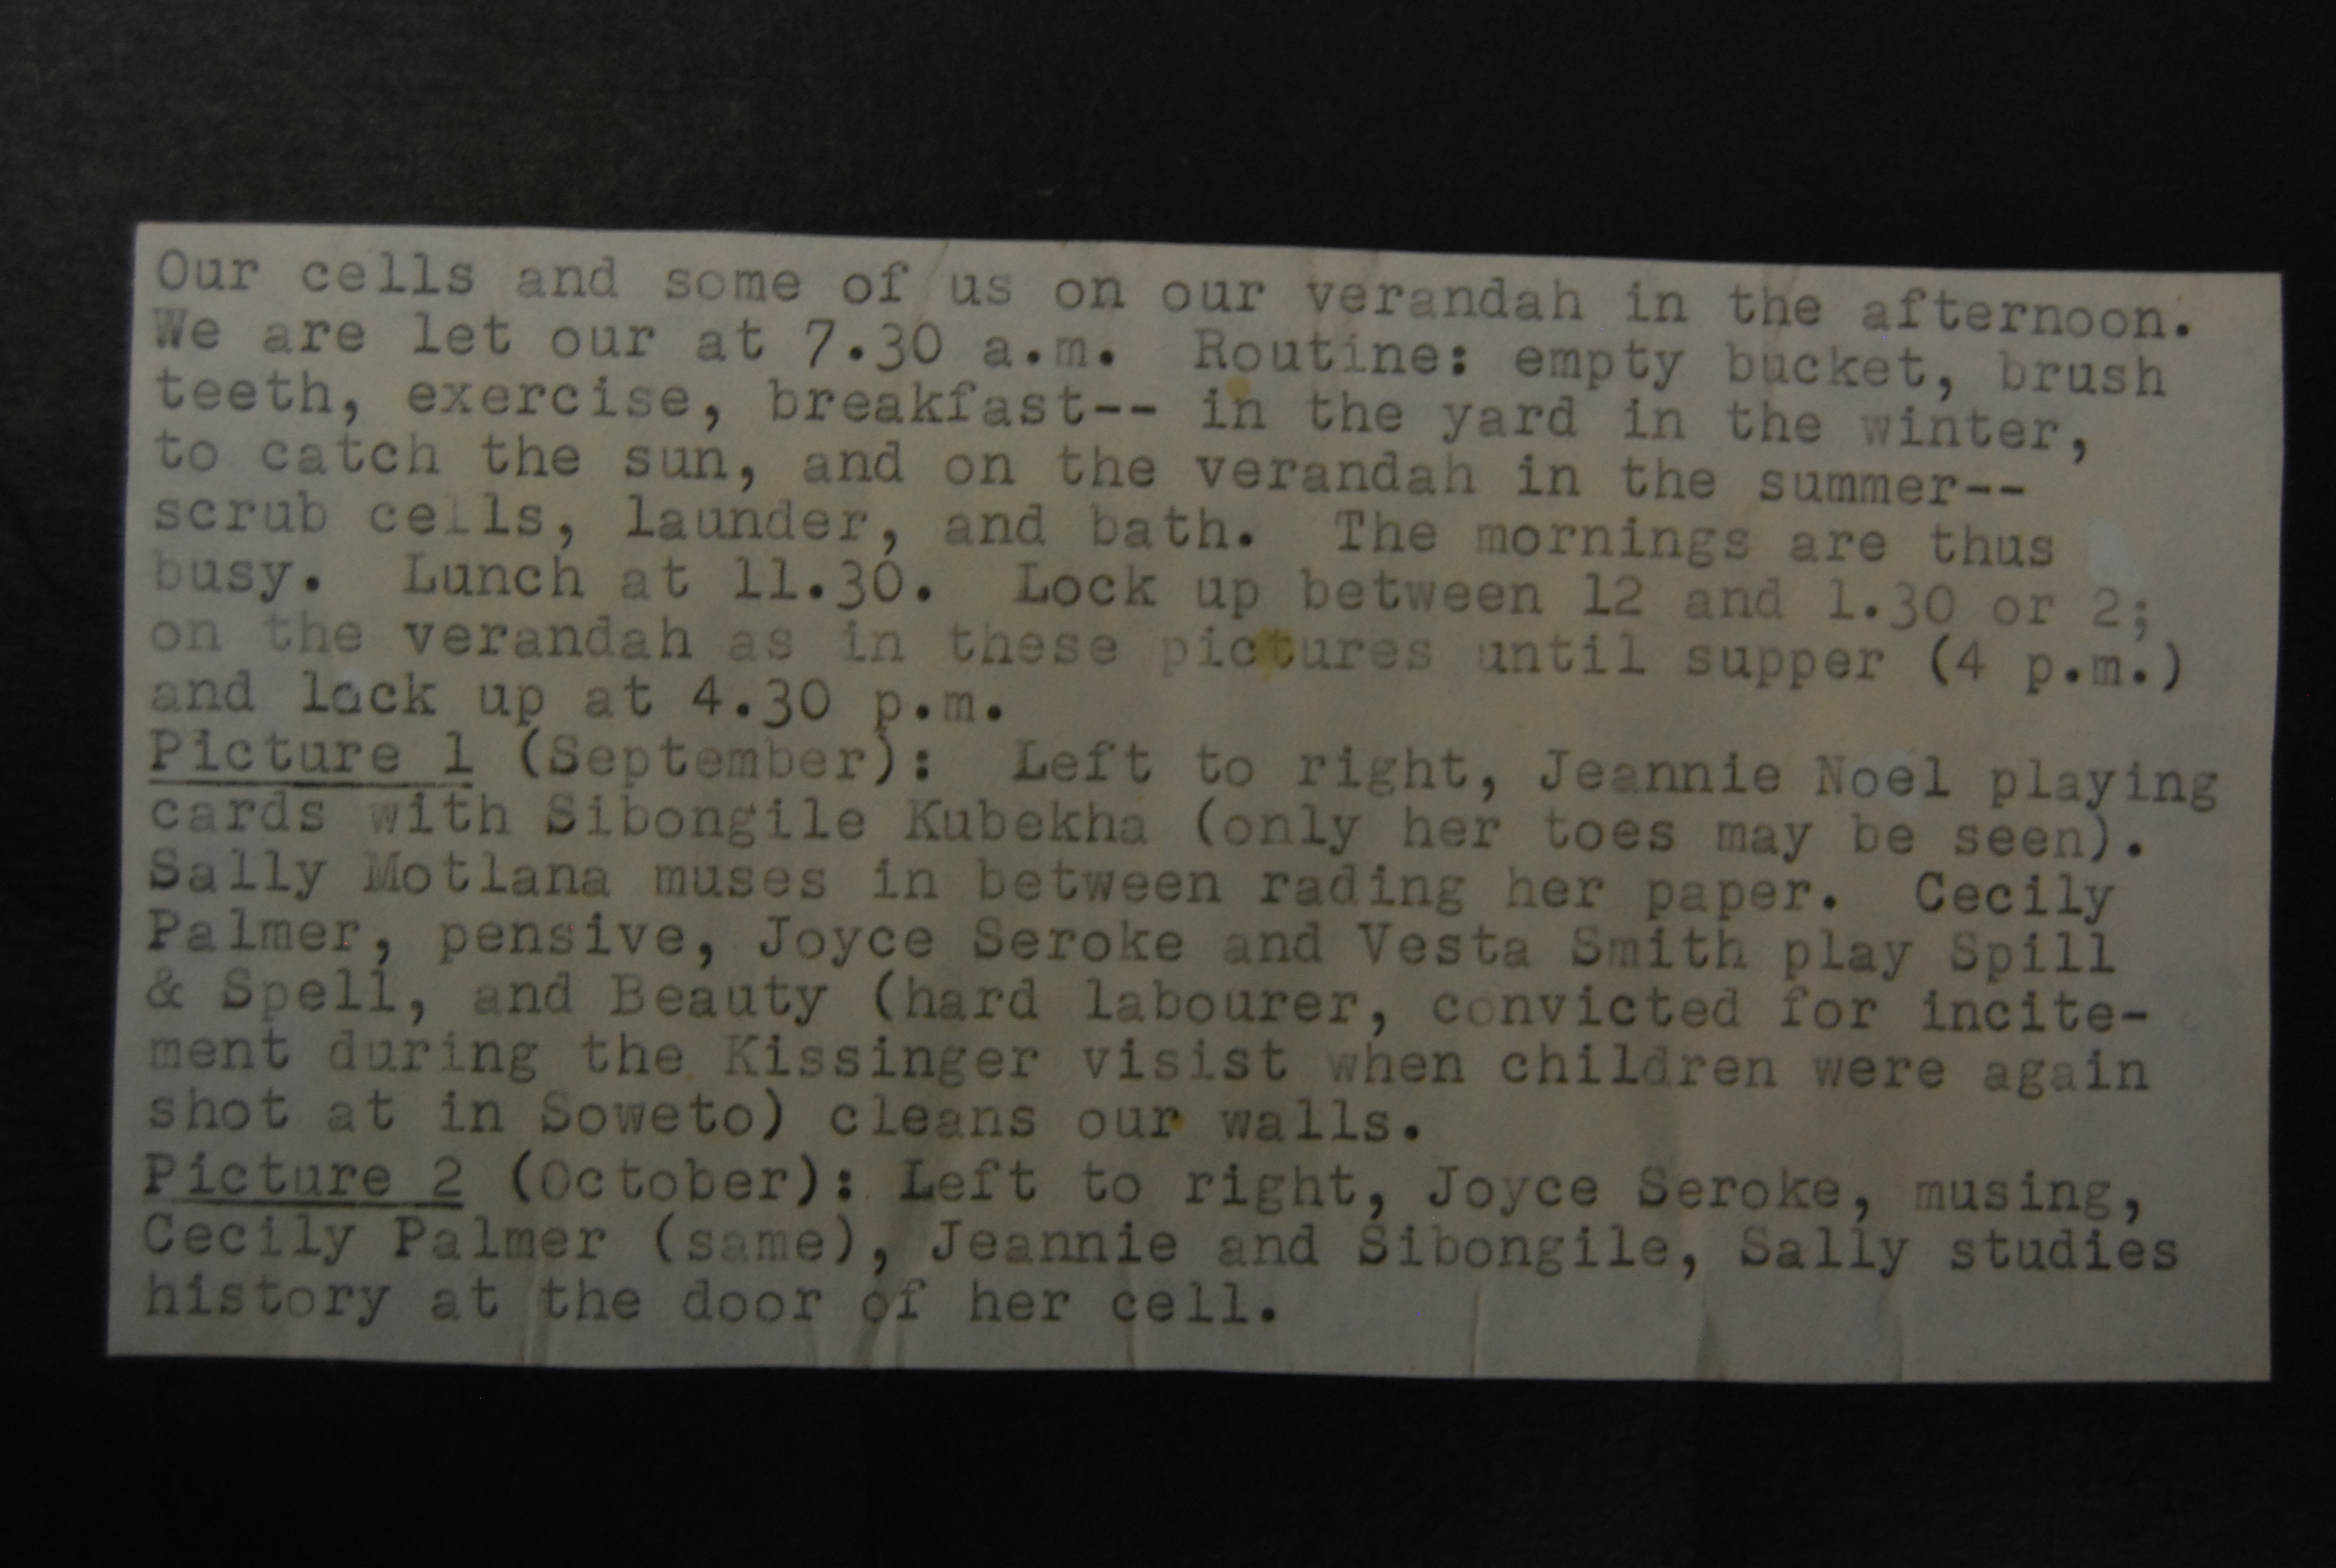 Our cells and some of us on our verandah in the afternoon.
We are let our at 7.30 a.m. Routine: empty bucket, brush
teeth, exercise, breakfast-- in the yard in the winter,
to catch the sun, and on the verandah in the summer--
scrub cells, launder, and bath. The mornings are thus
busy. Lunch at 11.30. Lock up between 12 and 1.30 or 2;
on the verandah as in these pictures until supper (4 p.m.)
and lock up at 4.30 p.m.
Picture 1 (September): Left to right, Jeannie Noel playing
cards with Sibongile Kubekha (only her toes may be seen).
Sally Motlana muses in between rading her paper. Cecily
Palmer, pensive, Joyce Seroke and Vesta Smith play Spill
& Spell, and Beauty (hard labourer, convicted for incite-
ment during the Kissinger visist when children were again
shot at in Soweto) cleans our walls.
Picture 2 (October): Left to right, Joyce Seroke, musing,
Cecily Palmer (same), Jeannie and Sibongile, Sally studies
history at the door of her cell.